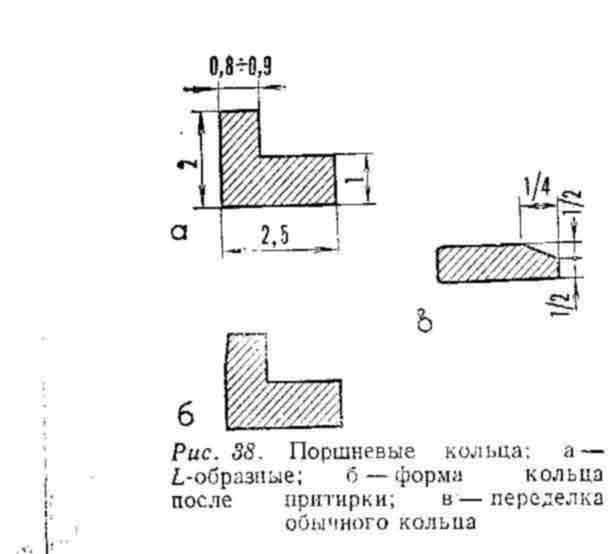 0,8÷0,9
2
1
2,5
а
1/4
1/2
1/2
в
б
Рис. 38. Поршневые кольца: а —
L-образные; б — форма кольца
после притирки; в — переделка
обычного кольца